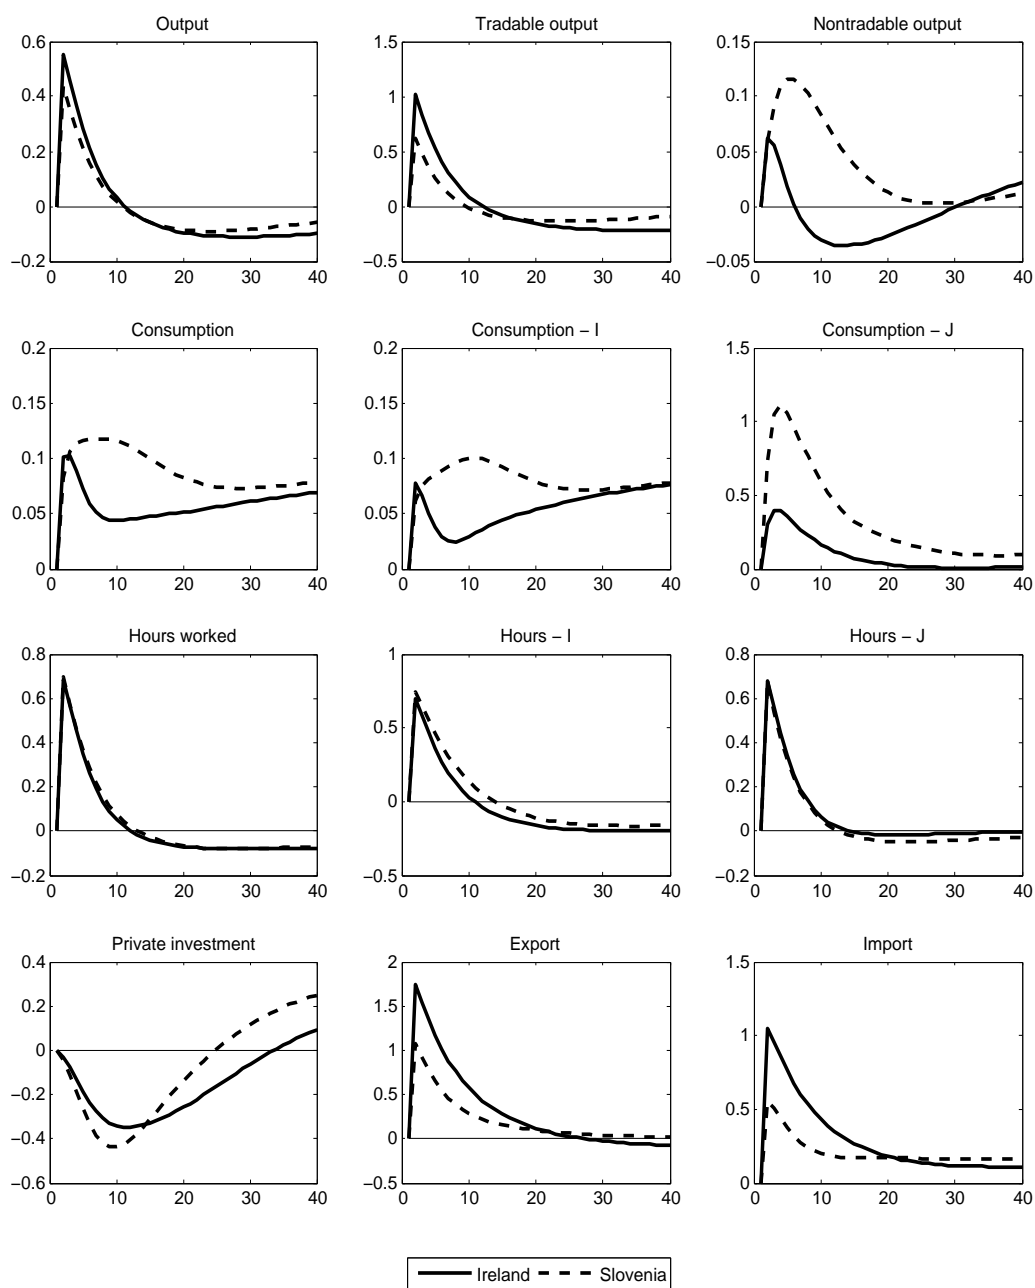 Output
0.6
0.4
0.2
0
−0.2
0 10 20 30 40
Tradable output
1.5
1
0.5
0
−0.5
0 10 20 30 40
Nontradable output
0.15
0.1
0.05
0
−0.05
0 10 20 30 40
Consumption
0.2
0.15
0.1
0.05
0
0 10 20 30 40
Consumption − I
0.2
0.15
0.1
0.05
0
0 10 20 30 40
Consumption − J
1.5
1
0.5
0
0 10 20 30 40
Hours worked
0.8
0.6
0.4
0.2
0
−0.2
0 10 20 30 40
Hours − I
1
0.5
0
−0.5
0 10 20 30 40
Hours − J
0.8
0.6
0.4
0.2
0
−0.2
0 10 20 30 40
Private investment
0.4
0.2
0
−0.2
−0.4
−0.6
0 10 20 30 40
Export
2
1.5
1
0.5
0
−0.5
0 10 20 30 40
Import
1.5
1
0.5
0
0 10 20 30 40
Ireland Slovenia